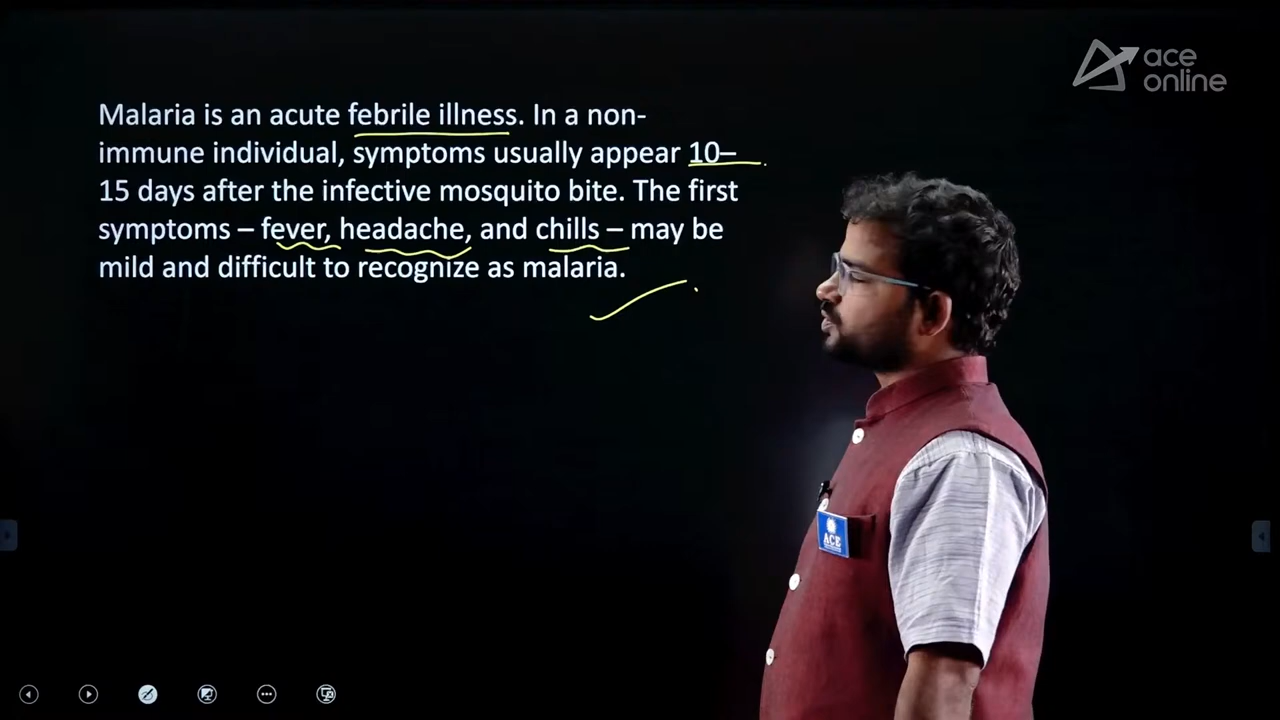 ace
online
Malaria is an acute febrile illness. In a non-
immune individual, symptoms usually appear 10–
15 days after the infective mosquito bite. The first
symptoms – fever, headache, and chills – may be
mild and difficult to recognize as malaria.
ACE